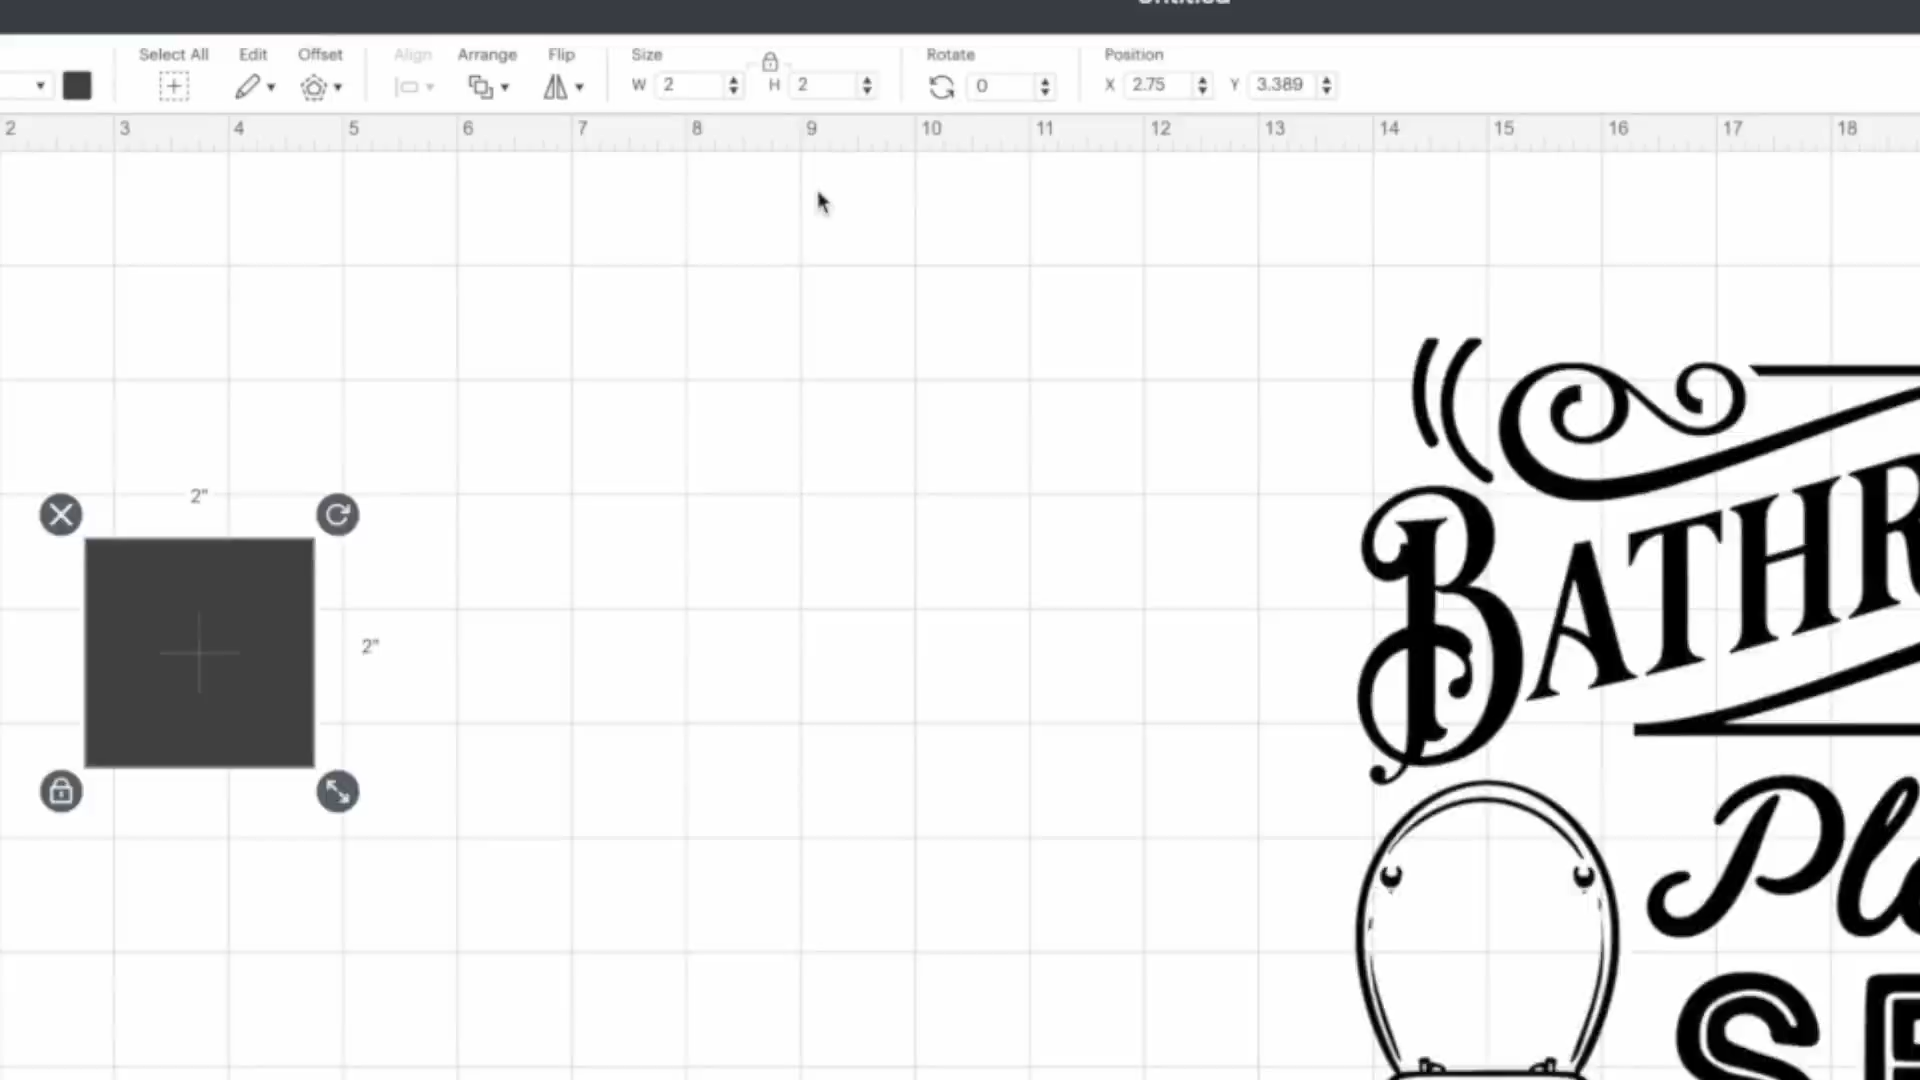 Untitled
Select All Edit Offset Align Arrange Flip Size Rotate Position
W 2 H 2 0 X 2.75 Y 3.389
2 3 4 5 6 7 8 9 10 11 12 13 14 15 16 17 18
2"
2"
BATHR
Pl
SE